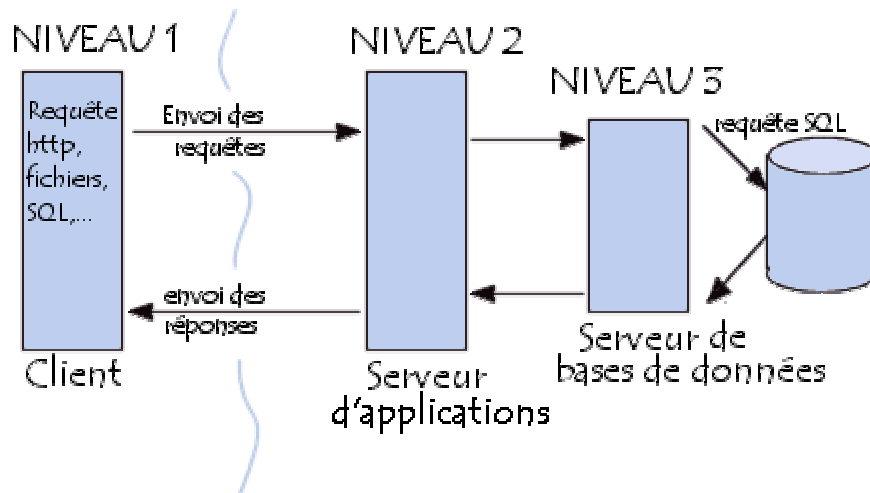 NIVEAU 1
Requête
http,
fichiers,
SQL,...
Client
Envoi des
requêtes
envoi des
réponses
NIVEAU 2
Serveur
d'applications
NIVEAU 3
Serveur de
bases de données
requête SQL